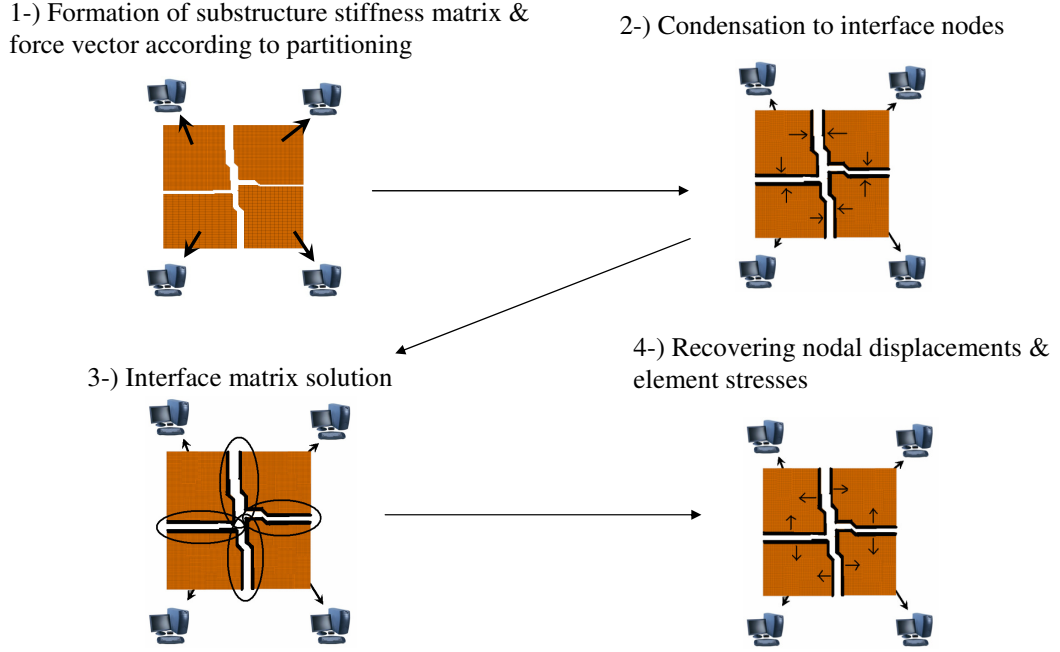 1-) Formation of substructure stiffness matrix &
force vector according to partitioning
2-) Condensation to interface nodes
3-) Interface matrix solution
4-) Recovering nodal displacements &
element stresses